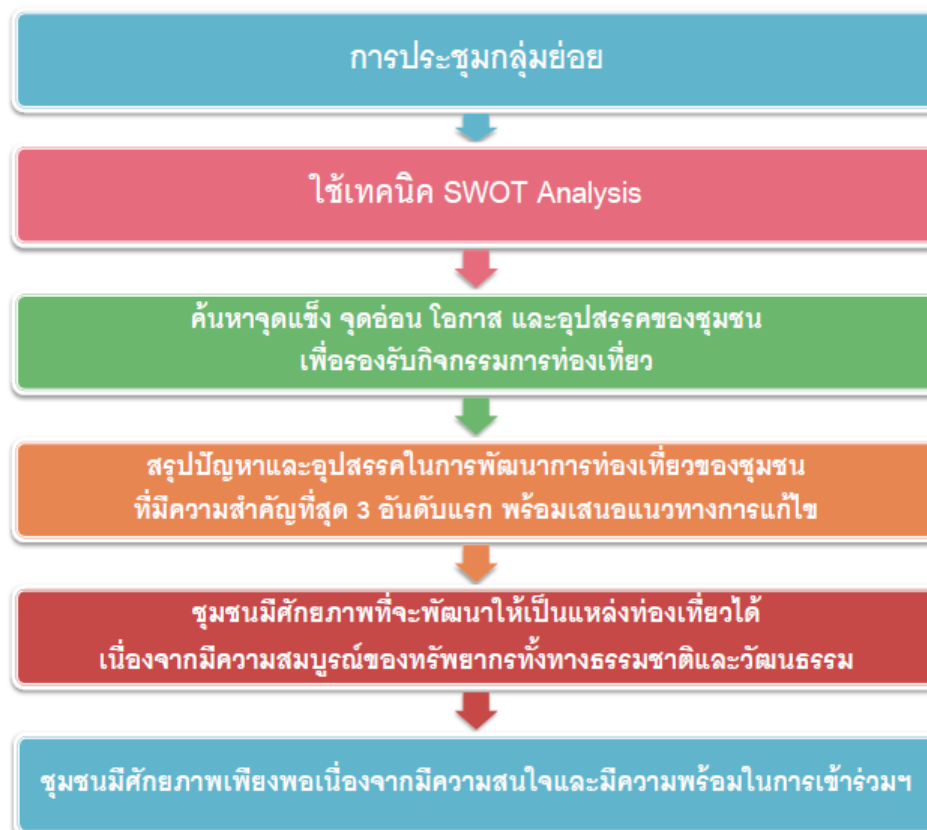 การประชุมกลุ่มย่อย
ใช้เทคนิค SWOT Analysis
ค้นหาจุดแข็ง จุดอ่อน โอกาส และอุปสรรคของชุมชน
เพื่อรองรับกิจกรรมการท่องเที่ยว
สรุปปัญหาและอุปสรรคในการพัฒนาการท่องเที่ยวของชุมชน
ที่มีความสำคัญที่สุด 3 อันดับแรก พร้อมเสนอแนวทางการแก้ไข
ชุมชนมีศักยภาพที่จะพัฒนาให้เป็นแหล่งท่องเที่ยวได้
เนื่องจากมีความสมบูรณ์ของทรัพยากรทั้งทางธรรมชาติและวัฒนธรรม
ชุมชนมีศักยภาพเพียงพอเนื่องจากมีความสนใจและมีความพร้อมในการเข้าร่วมฯ